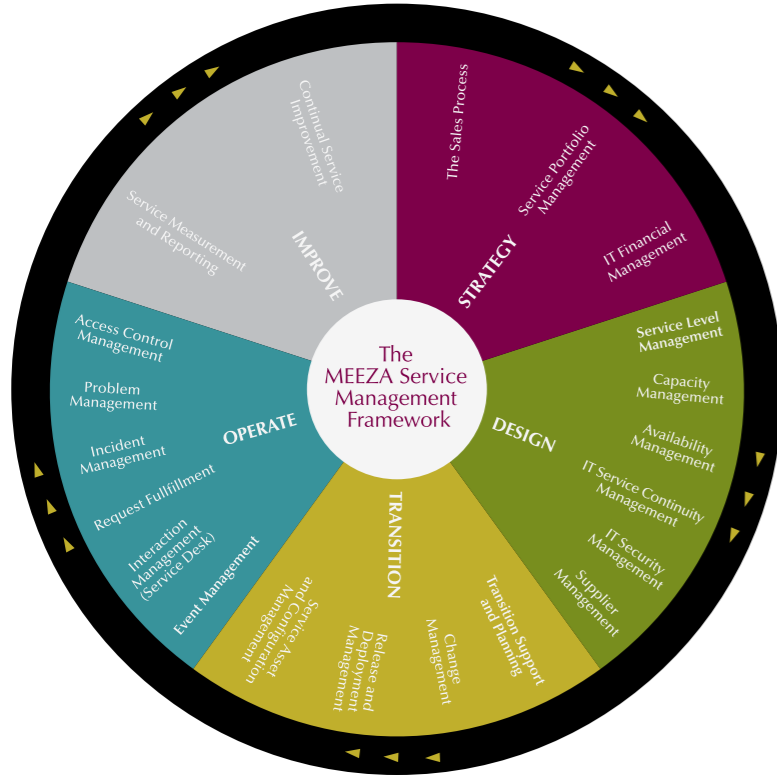 The
MEEZA Service
Management
Framework
STRATEGY
The Sales Process
Service Portfolio
Management
IT Financial
Management
DESIGN
Service Level
Management
Capacity
Management
Availability
Management
IT Service Continuity
Management
IT Security
Management
Supplier
Management
TRANSITION
Transition Support
and Planning
Change
Management
Release and
Deployment
Management
Service Asset
and Configuration
Management
OPERATE
Event Management
Interaction
Management
(Service Desk)
Request Fullfillment
Incident
Management
Problem
Management
Access Control
Management
IMPROVE
Service Measurement
and Reporting
Continual Service
Improvement